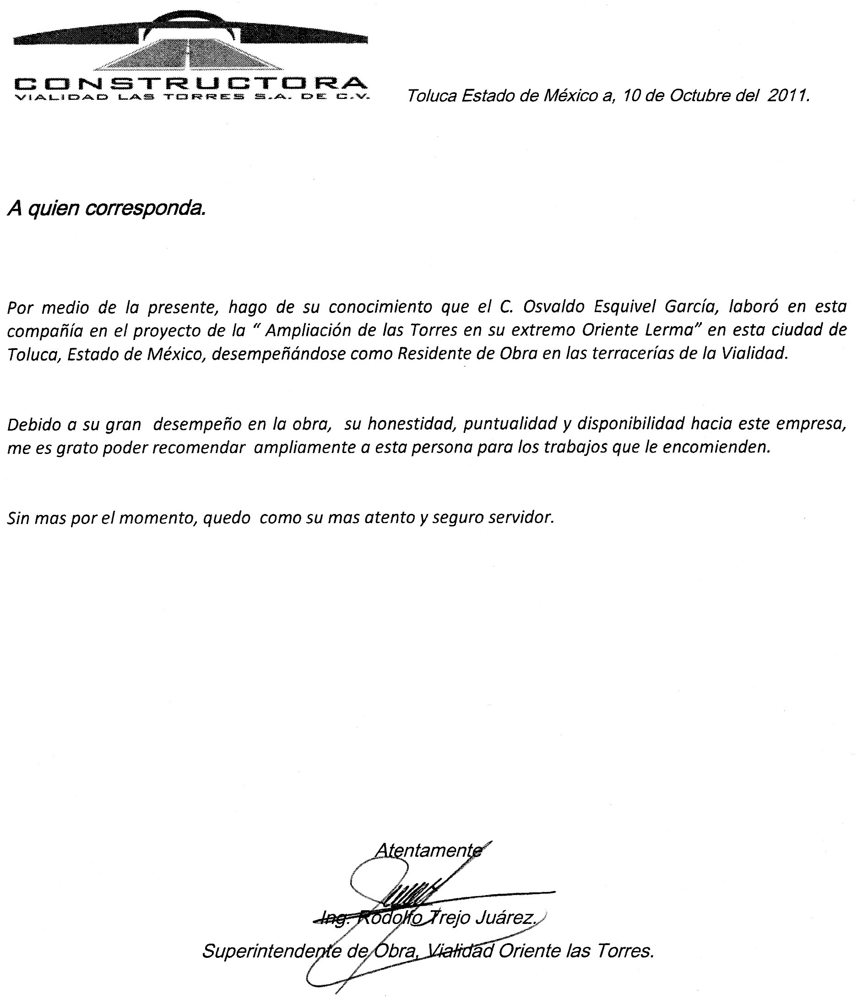 CONSTRUCTORA
VIALIDAD LAS TORRES S.A. DE C.V.
Toluca Estado de México a, 10 de Octubre del 2011.
A quien corresponda.
Por medio de la presente, hago de su conocimiento que el C. Osvaldo Esquivel García, laboró en esta
compañía en el proyecto de la “ Ampliación de las Torres en su extremo Oriente Lerma” en esta ciudad de
Toluca, Estado de México, desempeñándose como Residente de Obra en las terracerías de la Vialidad.
Debido a su gran desempeño en la obra, su honestidad, puntualidad y disponibilidad hacia este empresa,
me es grato poder recomendar ampliamente a esta persona para los trabajos que le encomienden.
Sin mas por el momento, quedo como su mas atento y seguro servidor.
Atentamente
Ing. Rodolfo Trejo Juárez.
Superintendente de Obra, Vialidad Oriente las Torres.